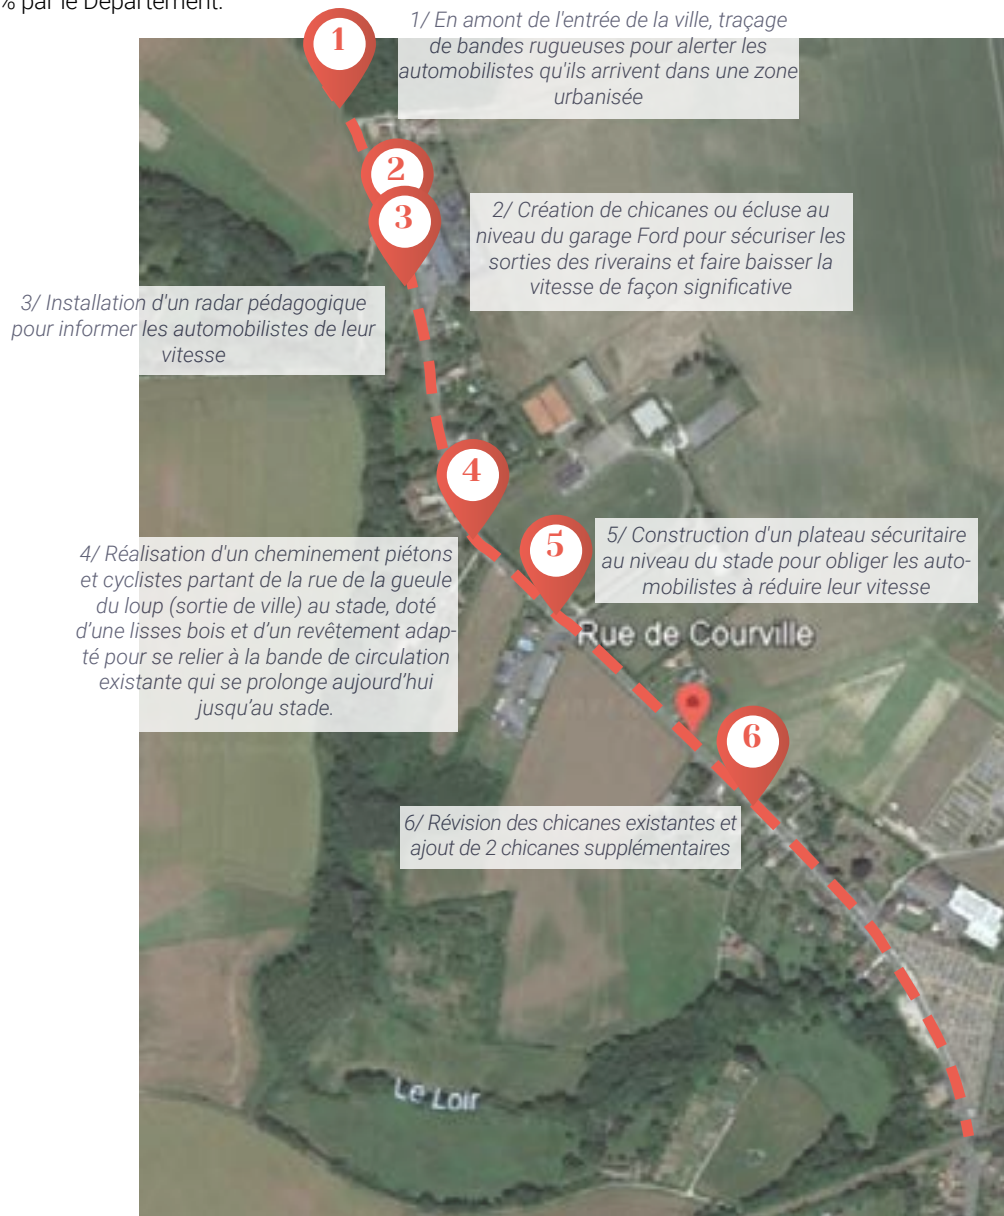 % par le Département.
1
1/ En amont de l'entrée de la ville, traçage
de bandes rugueuses pour alerter les
automobilistes qu'ils arrivent dans une zone
urbanisée
2
3
2/ Création de chicanes ou écluse au
niveau du garage Ford pour sécuriser les
sorties des riverains et faire baisser la
vitesse de façon significative
3/ Installation d'un radar pédagogique
pour informer les automobilistes de leur
vitesse
4
5
5/ Construction d'un plateau sécuritaire
au niveau du stade pour obliger les auto-
mobilistes à réduire leur vitesse
4/ Réalisation d'un cheminement piétons
et cyclistes partant de la rue de la gueule
du loup (sortie de ville) au stade, doté
d’une lisses bois et d’un revêtement adap-
té pour se relier à la bande de circulation
existante qui se prolonge aujourd’hui
jusqu’au stade.
Rue de Courville
6
6/ Révision des chicanes existantes et
ajout de 2 chicanes supplémentaires
Le Loir